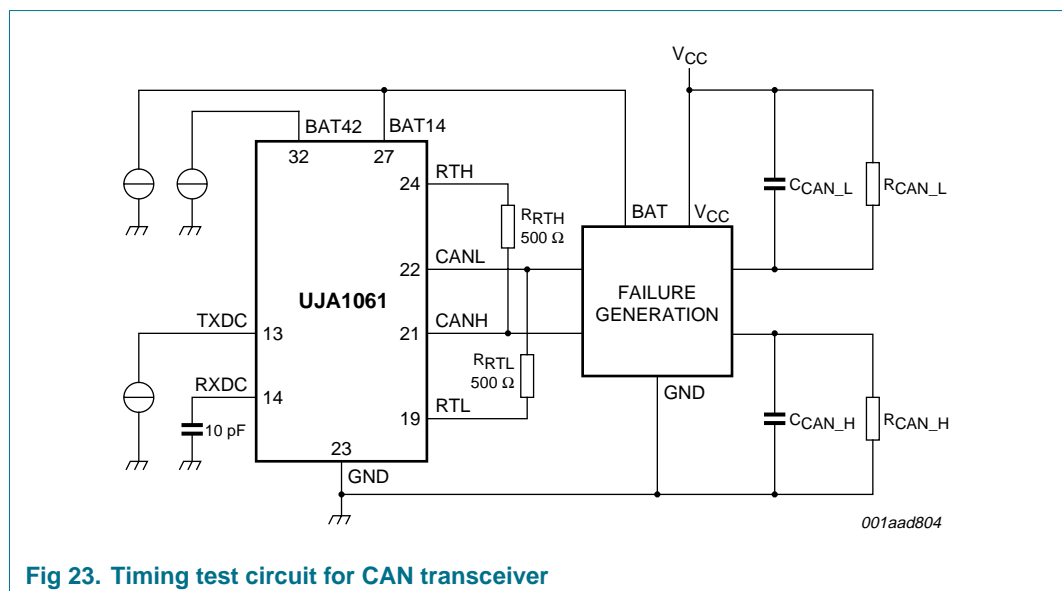 VCC
BAT42
BAT14
32
27
24
RTH
RRTH
500 Ω
BAT
VCC
CCAN_L
RCAN_L
22
CANL
UJA1061
FAILURE
GENERATION
TXDC
13
21
CANH
RXDC
14
RRTL
500 Ω
GND
10 pF
19
RTL
CCAN_H
RCAN_H
23
GND
001aad804
Fig 23. Timing test circuit for CAN transceiver